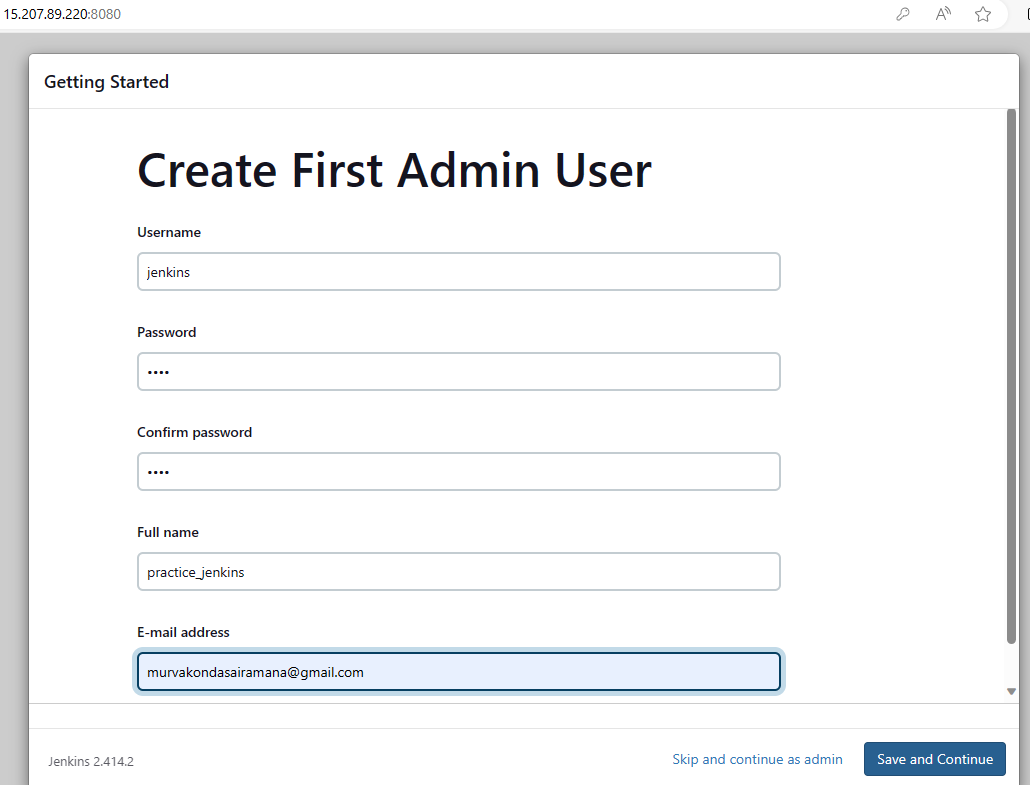 15.207.89.220:8080
Getting Started
Create First Admin User
Username
jenkins
Password
••••
Confirm password
••••
Full name
practice_jenkins
E-mail address
murvakondasairamana@gmail.com
Jenkins 2.414.2
Skip and continue as admin
Save and Continue